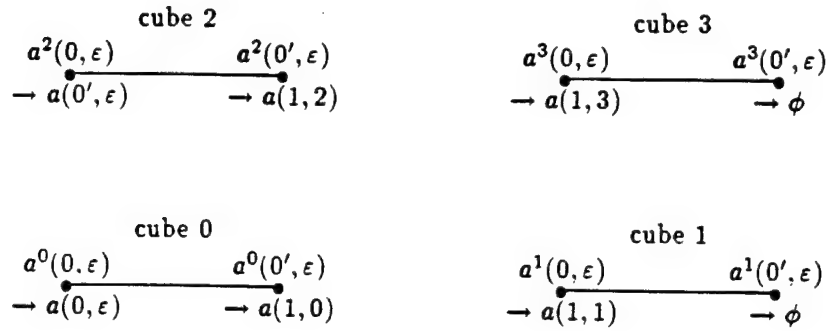 cube 2
a²(0,ε) a²(0′,ε)
→ a(0′,ε) → a(1,2)
cube 3
a³(0,ε) a³(0′,ε)
→ a(1,3) → ϕ
cube 0
a⁰(0.ε) a⁰(0′,ε)
→ a(0,ε) → a(1,0)
cube 1
a¹(0,ε) a¹(0′,ε)
→ a(1,1) → ϕ